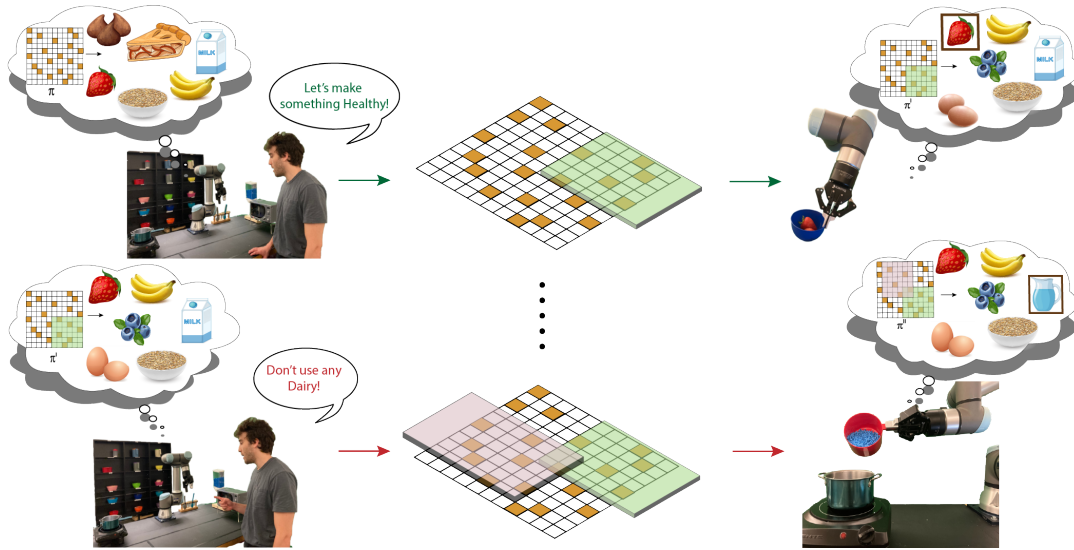 MILK
π
Let's make
something Healthy!
π'
MILK
MILK
π'
Don't use any
Dairy!
π''